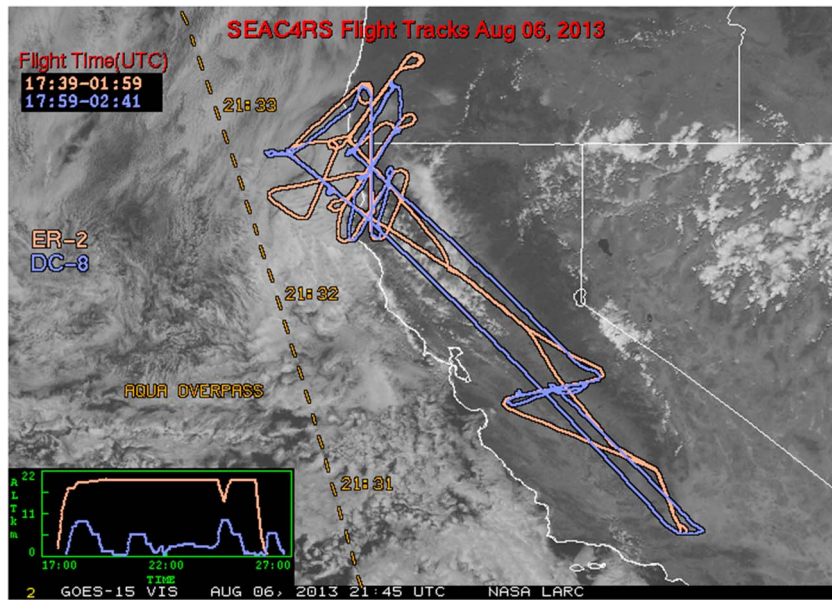 SEAC4RS Flight Tracks Aug 06, 2013
Flight Time(UTC)
17:39-01:59
17:59-02:41
21:33
ER-2
DC-8
21:32
AQUA OVERPASS
21:31
ALT km
22
11
0
17:00 22:00 27:00
TIME
2 GOES-15 VIS AUG 06, 2013 21:45 UTC NASA LARC